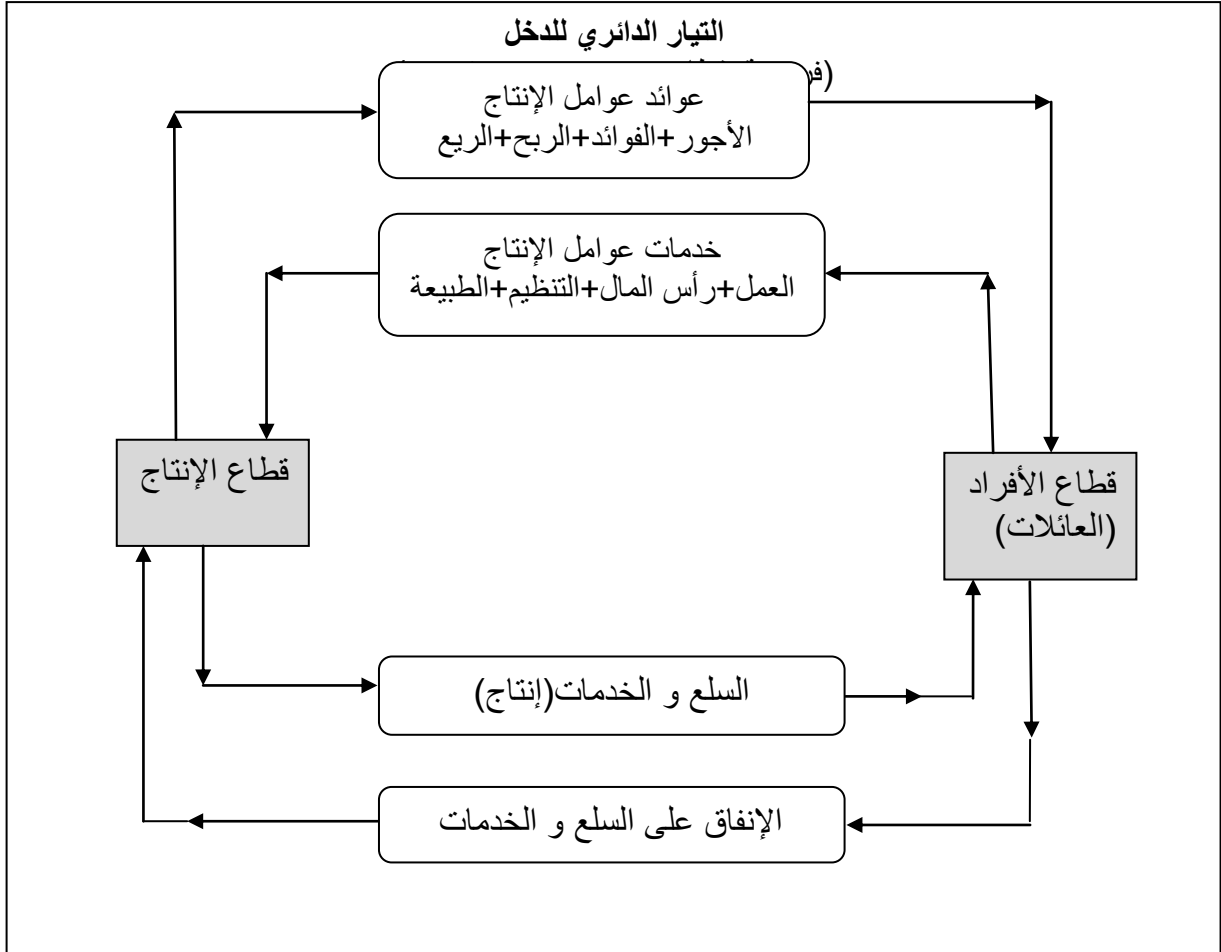 التيار الدائري للدخل
عوائد عوامل الإنتاج
الأجور+الفوائد+الربح+الريع
خدمات عوامل الإنتاج
العمل+رأس المال+التنظيم+الطبيعة
قطاع الإنتاج
قطاع الأفراد
(العائلات)
السلع و الخدمات(إنتاج)
الإنفاق على السلع و الخدمات